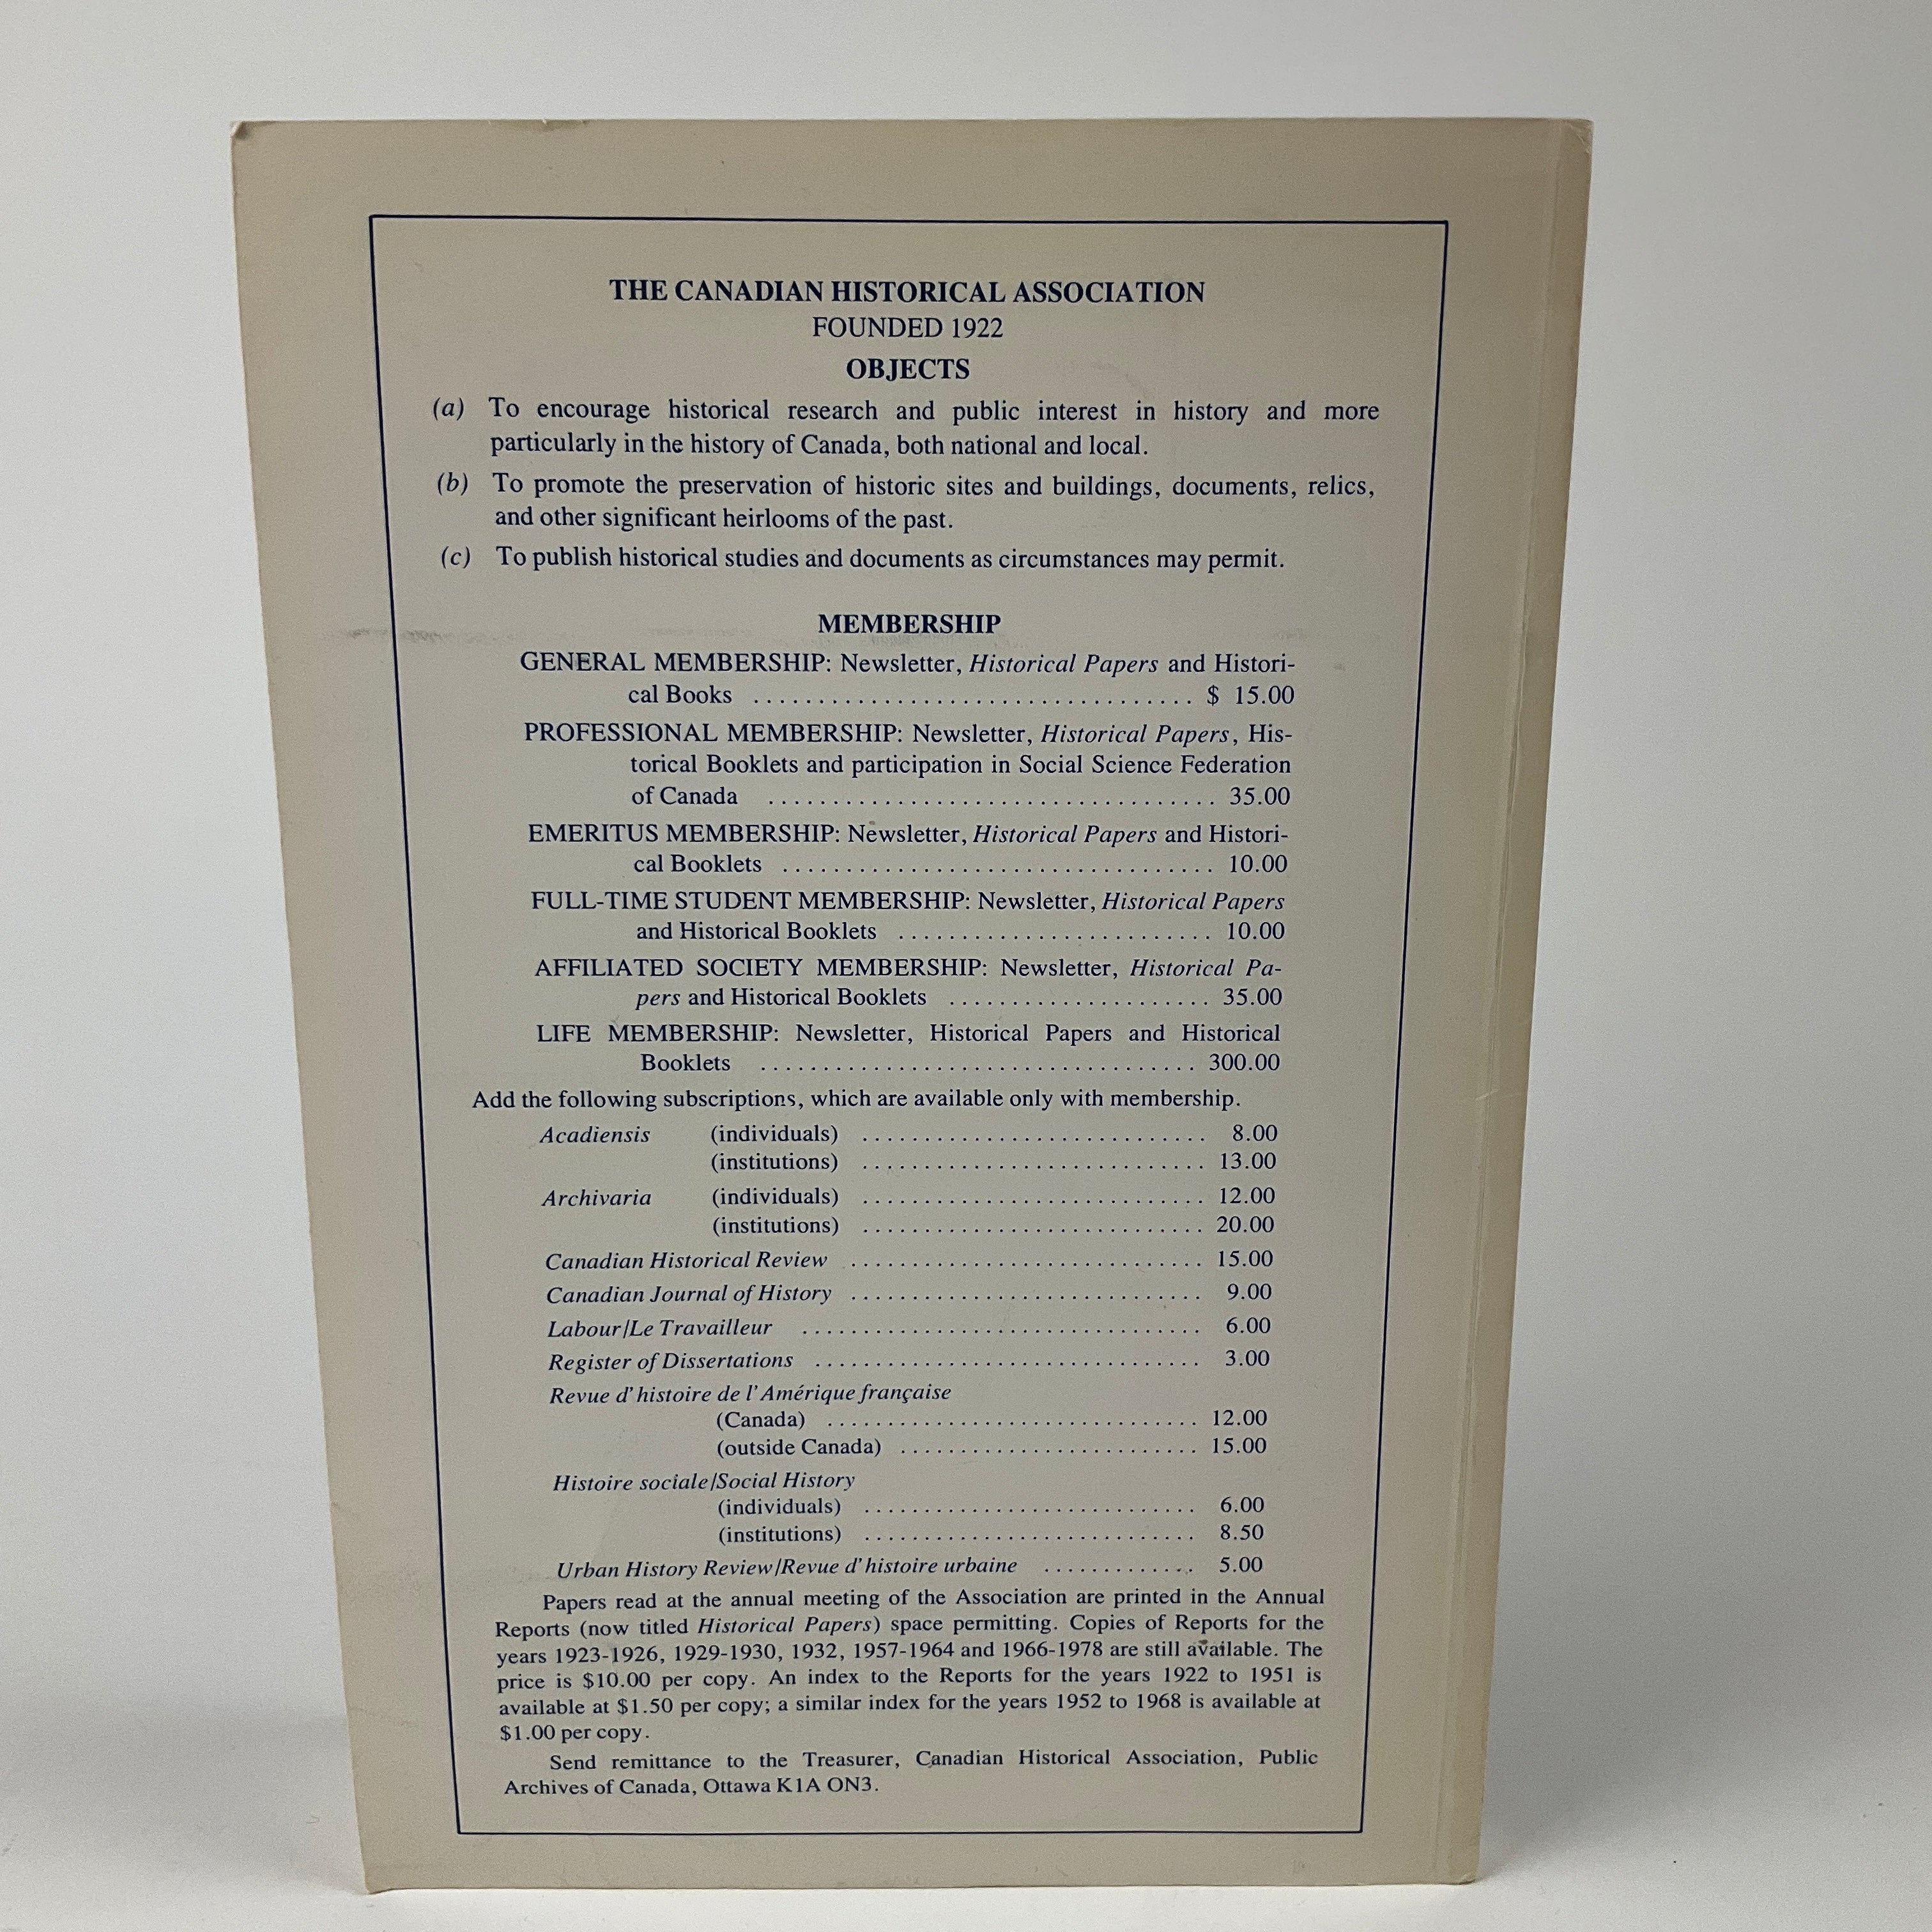 THE CANADIAN HISTORICAL ASSOCIATION
FOUNDED 1922
OBJECTS
(a) To encourage historical research and public interest in history and more
particularly in the history of Canada, both national and local.
(b) To promote the preservation of historic sites and buildings, documents, relics,
and other significant heirlooms of the past.
(c) To publish historical studies and documents as circumstances may permit.
MEMBERSHIP
GENERAL MEMBERSHIP: Newsletter, Historical Papers and Histori-
cal Books .................................. $ 15.00
PROFESSIONAL MEMBERSHIP: Newsletter, Historical Papers, His-
torical Booklets and participation in Social Science Federation
of Canada ................................... 35.00
EMERITUS MEMBERSHIP: Newsletter, Historical Papers and Histori-
cal Booklets .................................. 10.00
FULL-TIME STUDENT MEMBERSHIP: Newsletter, Historical Papers
and Historical Booklets ......................... 10.00
AFFILIATED SOCIETY MEMBERSHIP: Newsletter, Historical Pa-
pers and Historical Booklets ..................... 35.00
LIFE MEMBERSHIP: Newsletter, Historical Papers and Historical
Booklets .................................. 300.00
Add the following subscriptions, which are available only with membership.
Acadiensis (individuals) ............................ 8.00
(institutions) ............................ 13.00
Archivaria (individuals) ............................ 12.00
(institutions) ............................ 20.00
Canadian Historical Review ............................. 15.00
Canadian Journal of History ............................. 9.00
Labour/Le Travailleur ................................ 6.00
Register of Dissertations ............................... 3.00
Revue d'histoire de l'Amérique française
(Canada) .............................. 12.00
(outside Canada) ........................ 15.00
Histoire sociale/Social History
(individuals) ........................... 6.00
(institutions) ........................... 8.50
Urban History Review/Revue d'histoire urbaine ............. 5.00
Papers read at the annual meeting of the Association are printed in the Annual
Reports (now titled Historical Papers) space permitting. Copies of Reports for the
years 1923-1926, 1929-1930, 1932, 1957-1964 and 1966-1978 are still available. The
price is $10.00 per copy. An index to the Reports for the years 1922 to 1951 is
available at $1.50 per copy; a similar index for the years 1952 to 1968 is available at
$1.00 per copy.
Send remittance to the Treasurer, Canadian Historical Association, Public
Archives of Canada, Ottawa K1A ON3.